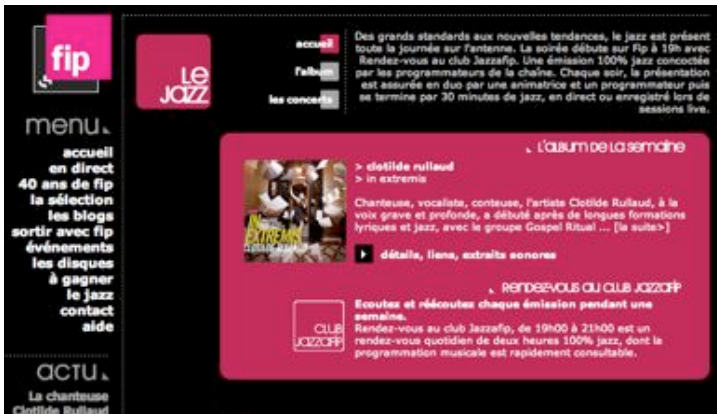 fip
menu
accueil
en direct
40 ans de fip
la sélection
les blogs
sortir avec fip
événements
les disques
à gagner
le jazz
contact
aide
actu
La chanteuse
Clotilde Rullaud
LE
JAZZ
accueil
l'album
les concerts
Des grands standards aux nouvelles tendances, le jazz est présent
toute la journée sur l'antenne. La soirée débute sur Fip à 19h avec
Rendez-vous au club Jazzafip. Une émission 100% jazz concoctée
par les programmateurs de la chaîne. Chaque soir, la présentation
est assurée en duo par une animatrice et un programmateur puis
se termine par 30 minutes de jazz, en direct ou enregistré lors de
sessions live.
L'album de la semaine
IN
EXTREMIS
CLOTILDE RULLAUD
> clotilde rullaud
> in extremis
Chanteuse, vocaliste, conteuse, l'artiste Clotilde Rullaud, à la
voix grave et profonde, a débuté après de longues formations
lyriques et jazz, avec le groupe Gospel Ritual ... [la suite>]
détails, liens, extraits sonores
Rendez-vous au club Jazzafip
CLUB
JAZZAFIP
Ecoutez et réécoutez chaque émission pendant une
semaine.
Rendez-vous au club Jazzafip, de 19h00 à 21h00 est un
rendez-vous quotidien de deux heures 100% jazz, dont la
programmation musicale est rapidement consultable.